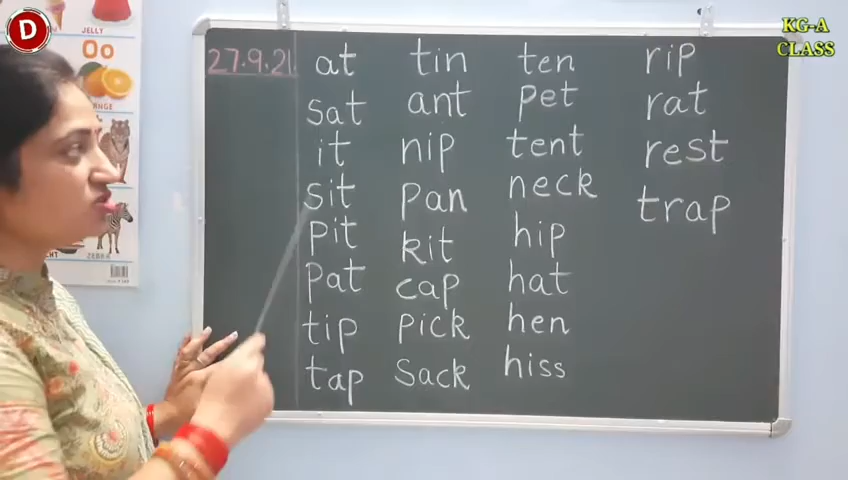 D
JELLY
Oo
ZEBRA
KG-A
CLASS
27.9.21
at
sat
it
sit
pit
pat
tip
tap
tin
ant
nip
pan
kit
cap
pick
sack
ten
pet
tent
neck
hip
hat
hen
hiss
rip
rat
rest
trap